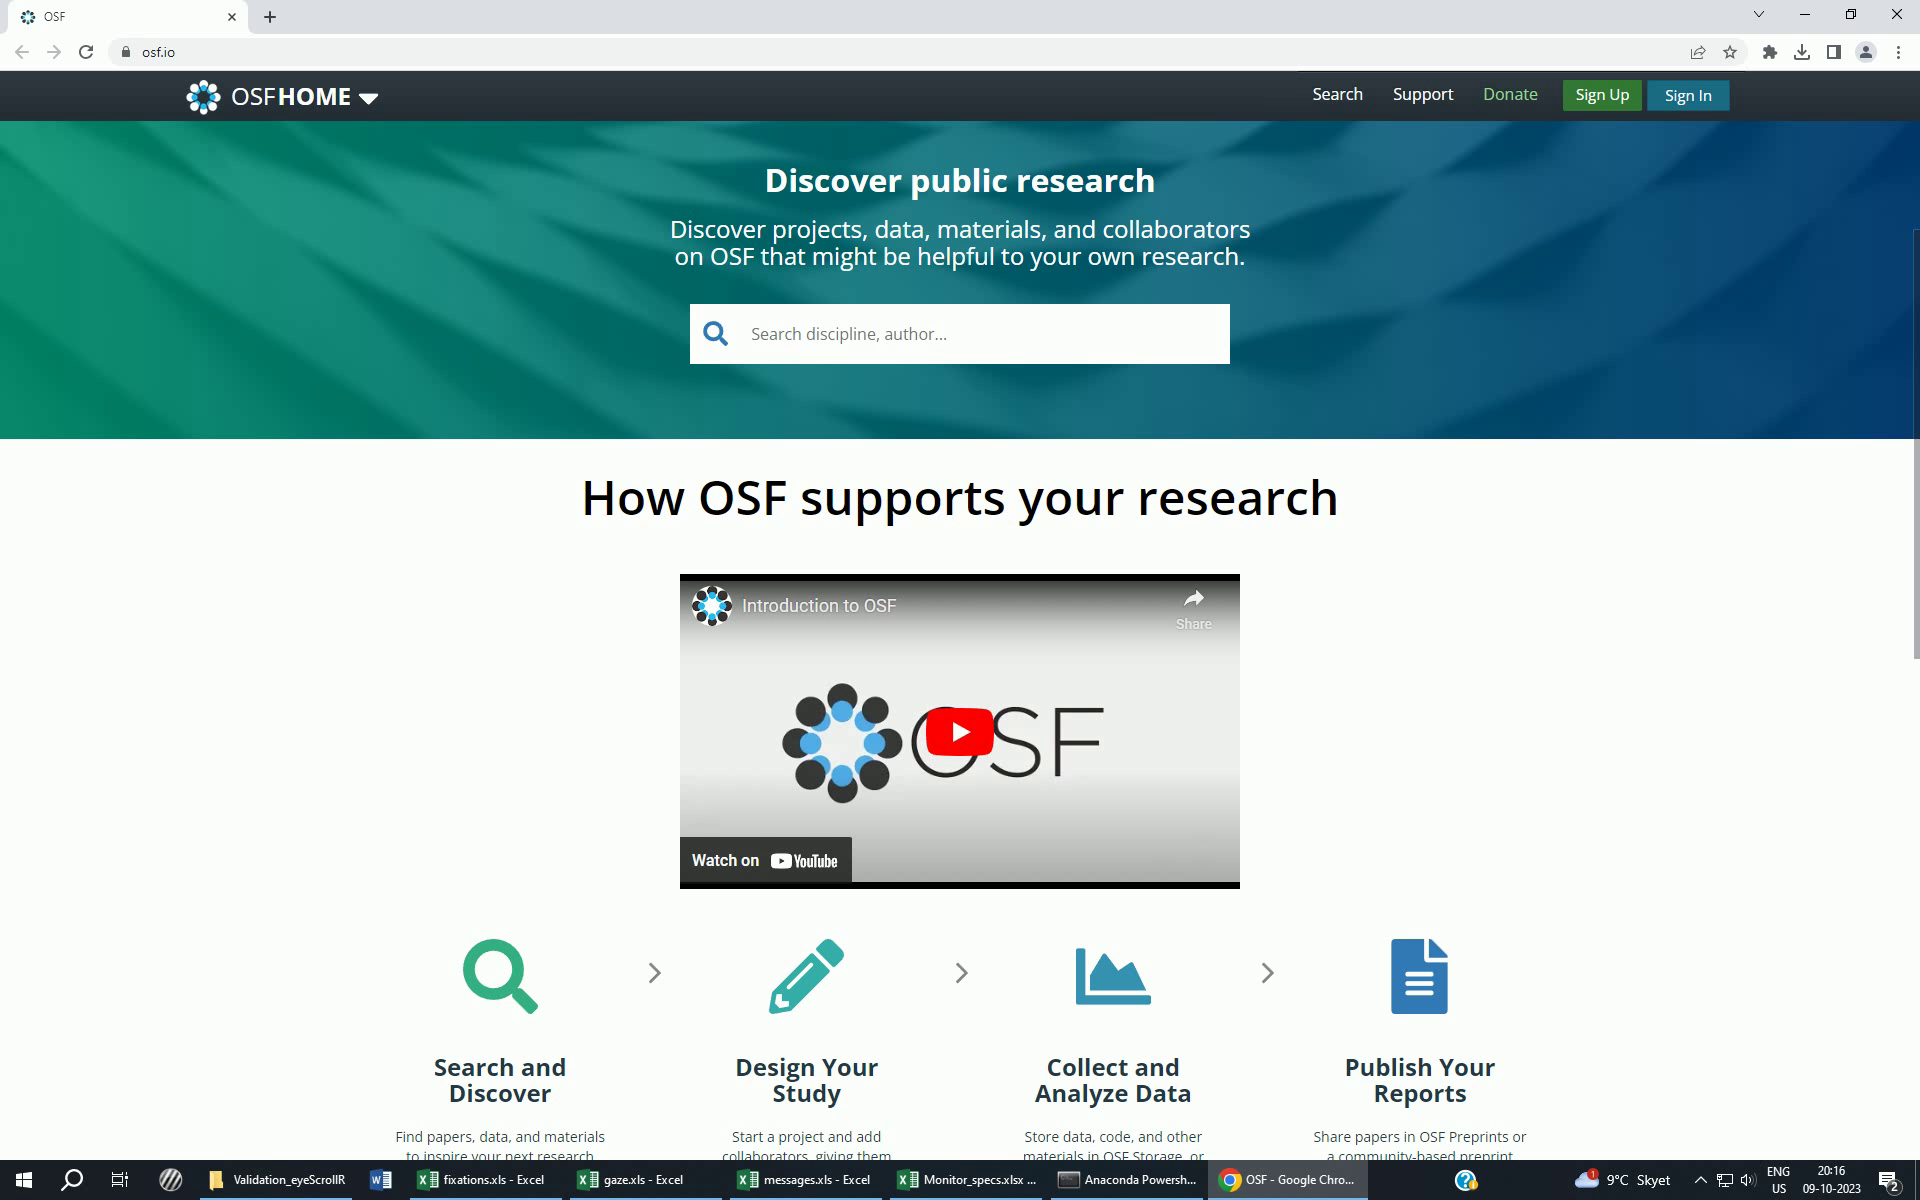 OSF
osf.io
OSFHOME
Search Support Donate Sign Up Sign In
Discover public research
Discover projects, data, materials, and collaborators
on OSF that might be helpful to your own research.
Search discipline, author...
How OSF supports your research
Introduction to OSF
Share
OSF
Watch on YouTube
Search and
Discover
Find papers, data, and materials
to inspire your next research.
Design Your
Study
Start a project and add
collaborators, giving them
Collect and
Analyze Data
Store data, code, and other
materials in OSF Storage, or
Publish Your
Reports
Share papers in OSF Preprints or
a community-based preprint
Validation_eyeScrollR
fixations.xls - Excel
gaze.xls - Excel
messages.xls - Excel
Monitor_specs.xlsx ...
Anaconda Powersh...
OSF - Google Chro...
1
9°C Skyet
ENG
US
20:16
09-10-2023
2